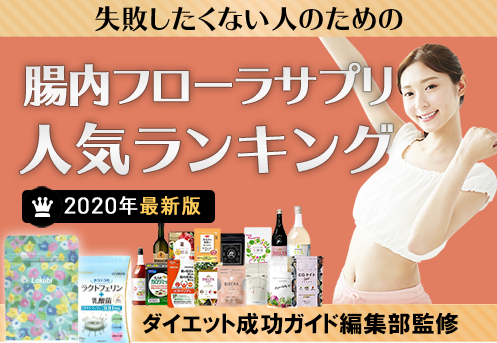 失敗したくない人のための
腸内フローラサプリ
人気ランキング
2020年最新版
Lakubi
ラクトフェリン
+
乳酸菌
ダイエット成功ガイド編集部監修